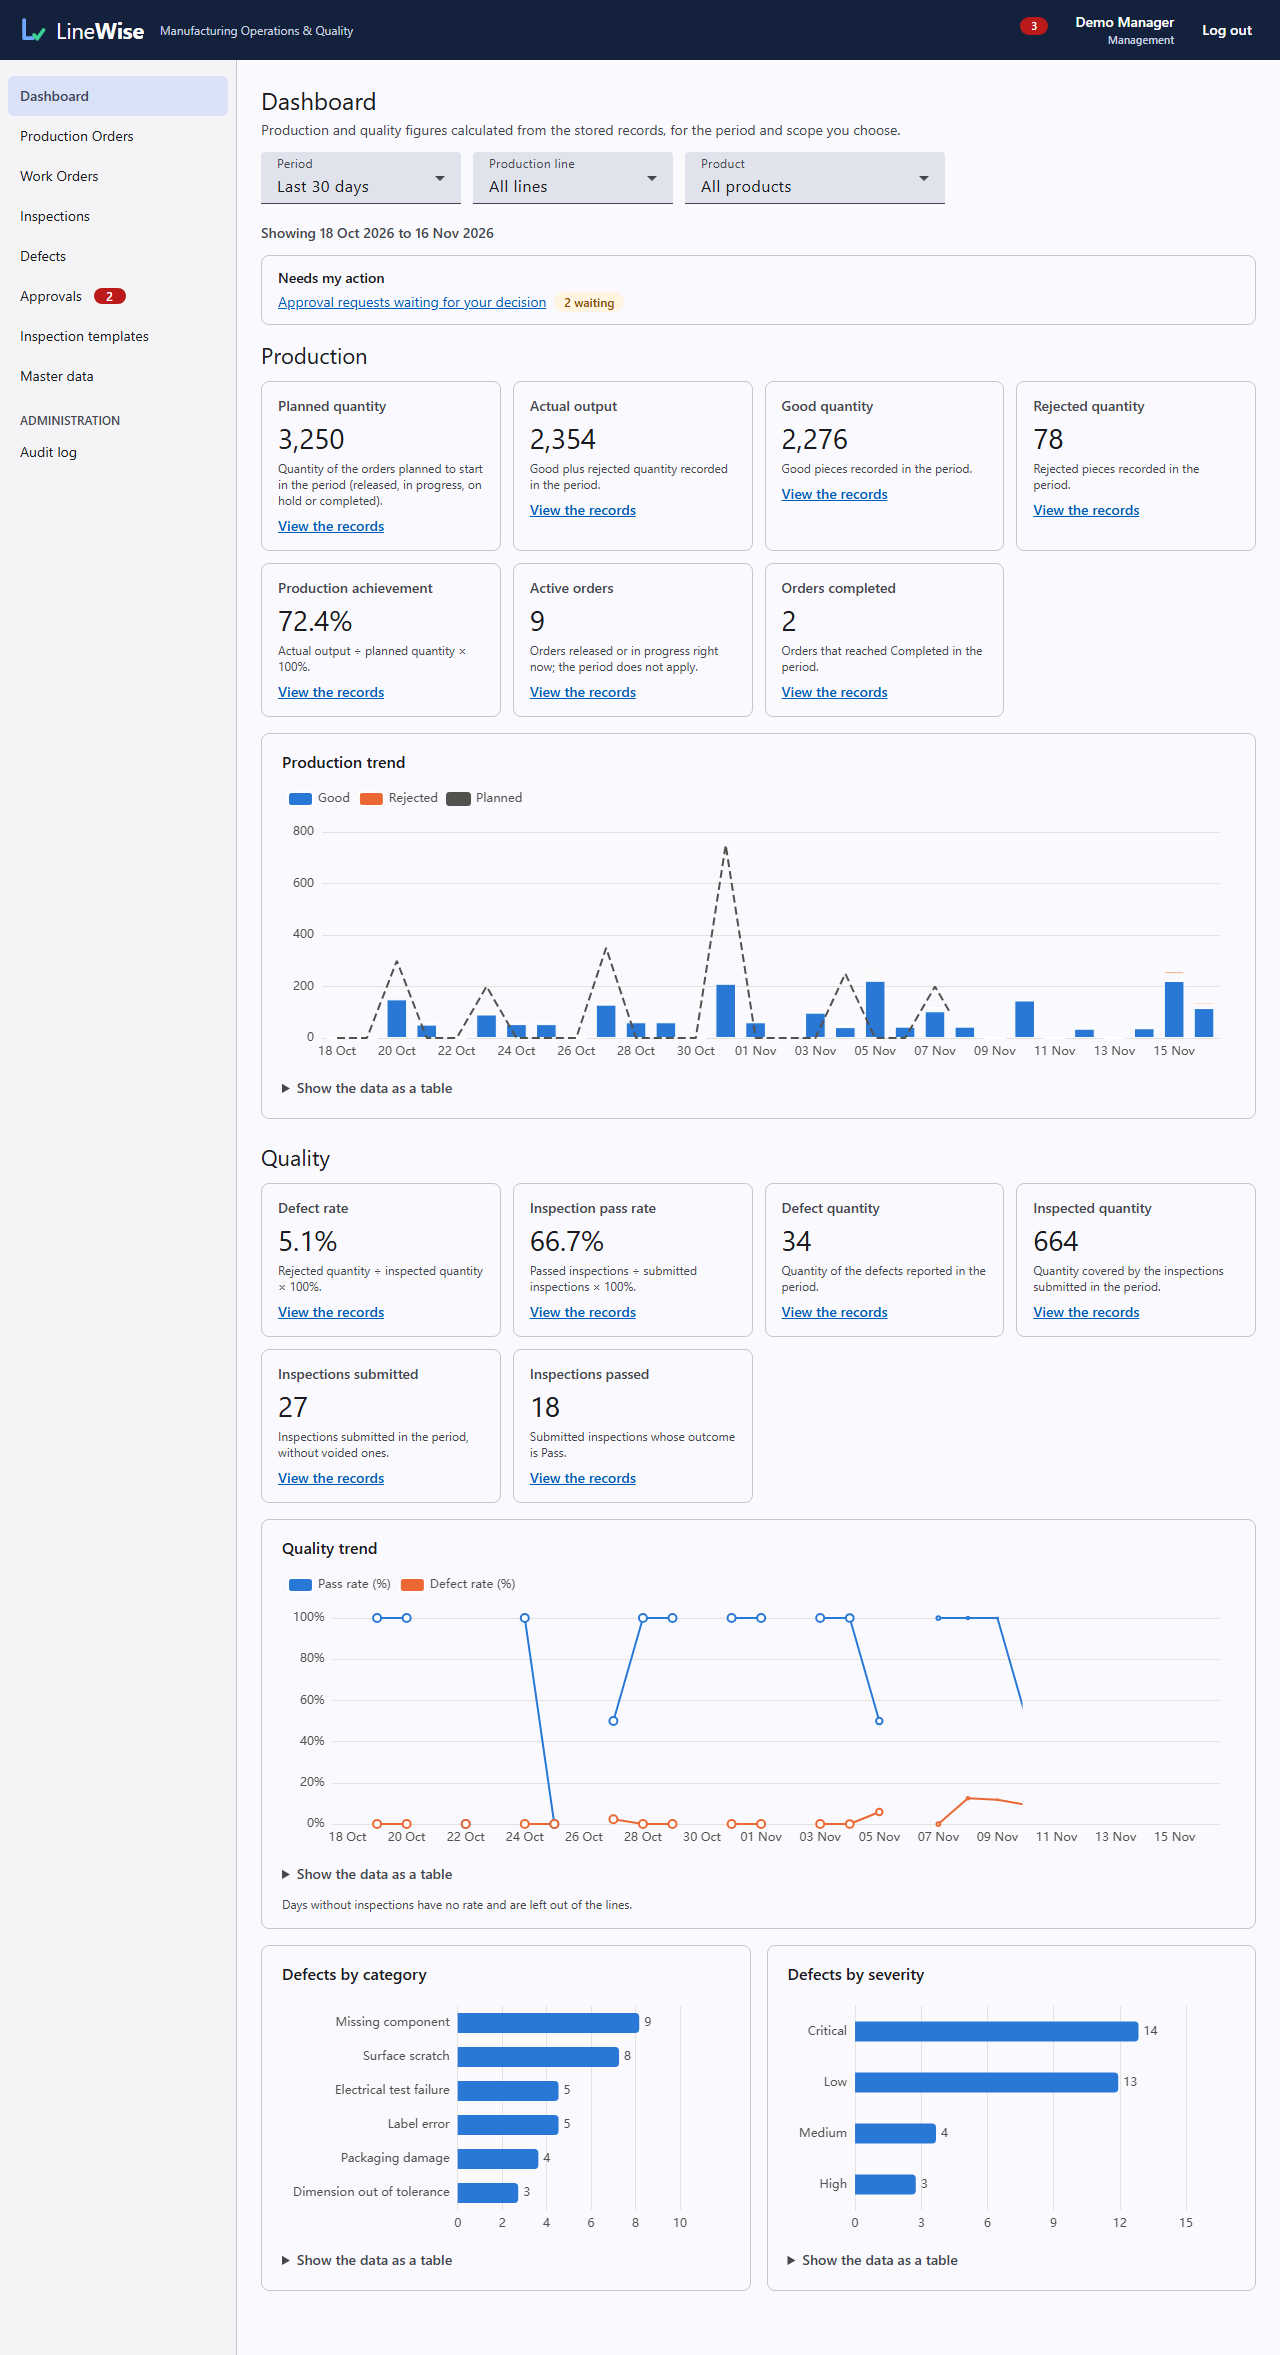 LineWise Manufacturing Operations & Quality
3
Demo Manager
Management
Log out
Dashboard
Production Orders
Work Orders
Inspections
Defects
Approvals 2
Inspection templates
Master data
ADMINISTRATION
Audit log
Dashboard
Production and quality figures calculated from the stored records, for the period and scope you choose.
Period
Last 30 days
Production line
All lines
Product
All products
Showing 18 Oct 2026 to 16 Nov 2026
Needs my action
Approval requests waiting for your decision 2 waiting
Production
Planned quantity
3,250
Quantity of the orders planned to start
in the period (released, in progress, on
hold or completed).
View the records
Actual output
2,354
Good plus rejected quantity recorded
in the period.
View the records
Good quantity
2,276
Good pieces recorded in the period.
View the records
Rejected quantity
78
Rejected pieces recorded in the
period.
View the records
Production achievement
72.4%
Actual output ÷ planned quantity ×
100%.
View the records
Active orders
9
Orders released or in progress right
now; the period does not apply.
View the records
Orders completed
2
Orders that reached Completed in the
period.
View the records
Production trend
Good Rejected Planned
800
600
400
200
0
18 Oct 20 Oct 22 Oct 24 Oct 26 Oct 28 Oct 30 Oct 01 Nov 03 Nov 05 Nov 07 Nov 09 Nov 11 Nov 13 Nov 15 Nov
Show the data as a table
Quality
Defect rate
5.1%
Rejected quantity ÷ inspected quantity
× 100%.
View the records
Inspection pass rate
66.7%
Passed inspections ÷ submitted
inspections × 100%.
View the records
Defect quantity
34
Quantity of the defects reported in the
period.
View the records
Inspected quantity
664
Quantity covered by the inspections
submitted in the period.
View the records
Inspections submitted
27
Inspections submitted in the period,
without voided ones.
View the records
Inspections passed
18
Submitted inspections whose outcome
is Pass.
View the records
Quality trend
Pass rate (%) Defect rate (%)
100%
80%
60%
40%
20%
0%
18 Oct 20 Oct 22 Oct 24 Oct 26 Oct 28 Oct 30 Oct 01 Nov 03 Nov 05 Nov 07 Nov 09 Nov 11 Nov 13 Nov 15 Nov
Show the data as a table
Days without inspections have no rate and are left out of the lines.
Defects by category
Missing component 9
Surface scratch 8
Electrical test failure 5
Label error 5
Packaging damage 4
Dimension out of tolerance 3
0 2 4 6 8 10
Show the data as a table
Defects by severity
Critical 14
Low 13
Medium 4
High 3
0 3 6 9 12 15
Show the data as a table